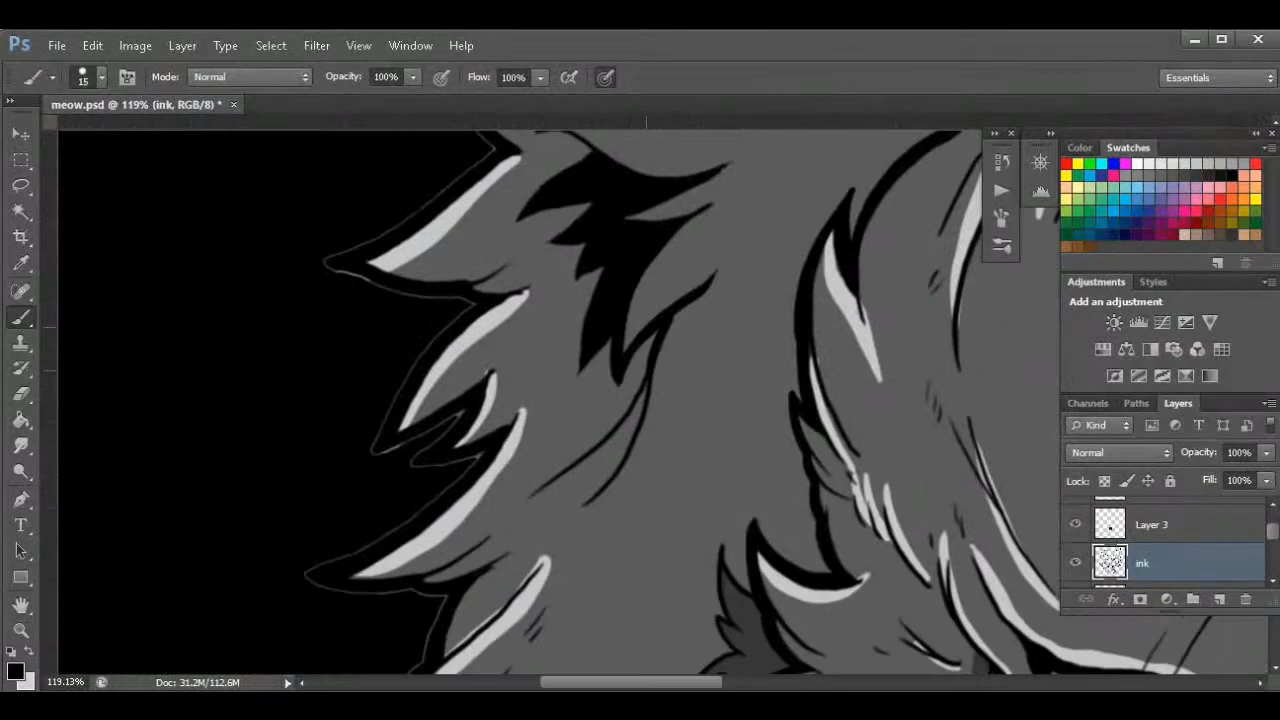 Ps File Edit Image Layer Type Select Filter View Window Help
15 Mode: Normal Opacity: 100% Flow: 100% Essentials
meow.psd @ 119% (ink, RGB/8) * ×
Color Swatches
Adjustments Styles
Add an adjustment
Channels Paths Layers
Kind
Normal Opacity: 100%
Lock: Fill: 100%
Layer 3
ink
119.13% Doc: 31.2M/112.6M